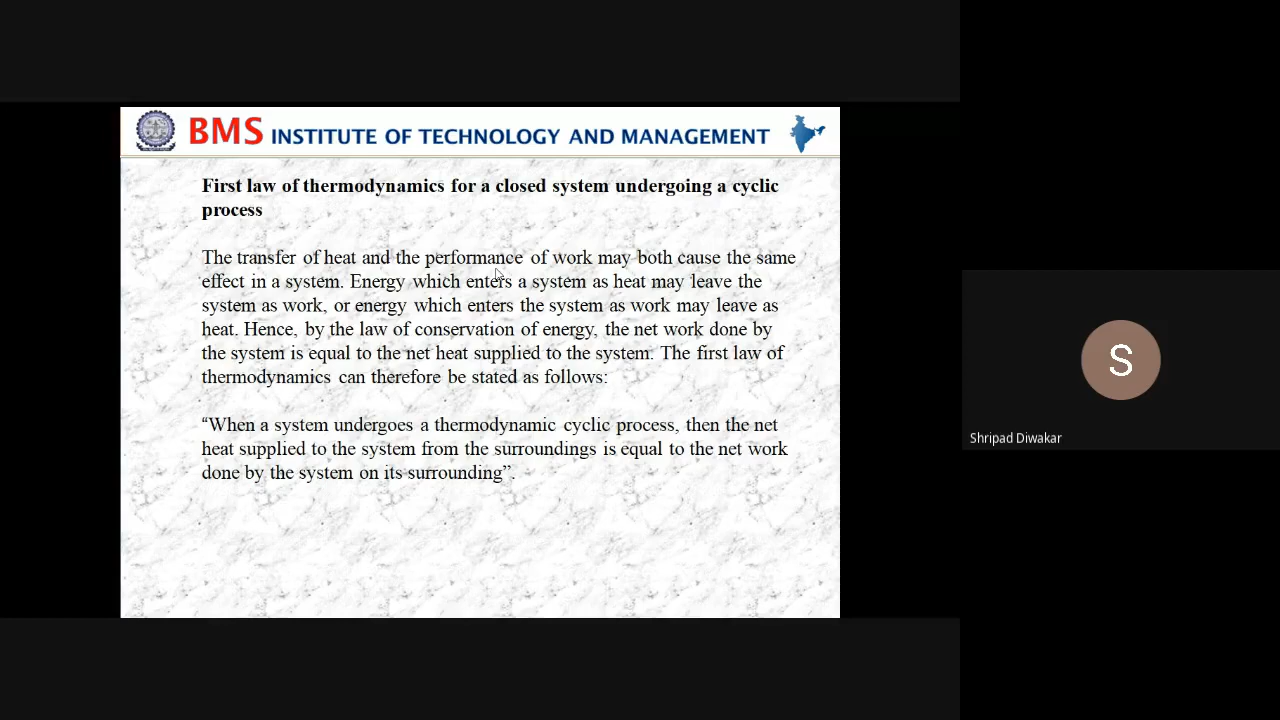 BMS INSTITUTE OF TECHNOLOGY AND MANAGEMENT
First law of thermodynamics for a closed system undergoing a cyclic
process
The transfer of heat and the performance of work may both cause the same
effect in a system. Energy which enters a system as heat may leave the
system as work, or energy which enters the system as work may leave as
heat. Hence, by the law of conservation of energy, the net work done by
the system is equal to the net heat supplied to the system. The first law of
thermodynamics can therefore be stated as follows:
“When a system undergoes a thermodynamic cyclic process, then the net
heat supplied to the system from the surroundings is equal to the net work
done by the system on its surrounding”.
S
Shripad Diwakar